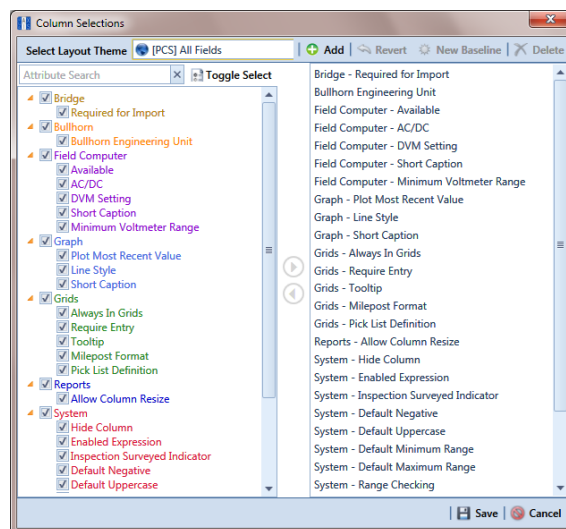 Column Selections
Select Layout Theme [PCS] All Fields Add Revert New Baseline Delete
Attribute Search Toggle Select
Bridge
Required for Import
Bullhorn
Bullhorn Engineering Unit
Field Computer
Available
AC/DC
DVM Setting
Short Caption
Minimum Voltmeter Range
Graph
Plot Most Recent Value
Line Style
Short Caption
Grids
Always In Grids
Require Entry
Tooltip
Milepost Format
Pick List Definition
Reports
Allow Column Resize
System
Hide Column
Enabled Expression
Inspection Surveyed Indicator
Default Negative
Default Uppercase
Bridge - Required for Import
Bullhorn Engineering Unit
Field Computer - Available
Field Computer - AC/DC
Field Computer - DVM Setting
Field Computer - Short Caption
Field Computer - Minimum Voltmeter Range
Graph - Plot Most Recent Value
Graph - Line Style
Graph - Short Caption
Grids - Always In Grids
Grids - Require Entry
Grids - Tooltip
Grids - Milepost Format
Grids - Pick List Definition
Reports - Allow Column Resize
System - Hide Column
System - Enabled Expression
System - Inspection Surveyed Indicator
System - Default Negative
System - Default Uppercase
System - Default Minimum Range
System - Default Maximum Range
System - Range Checking
Save Cancel